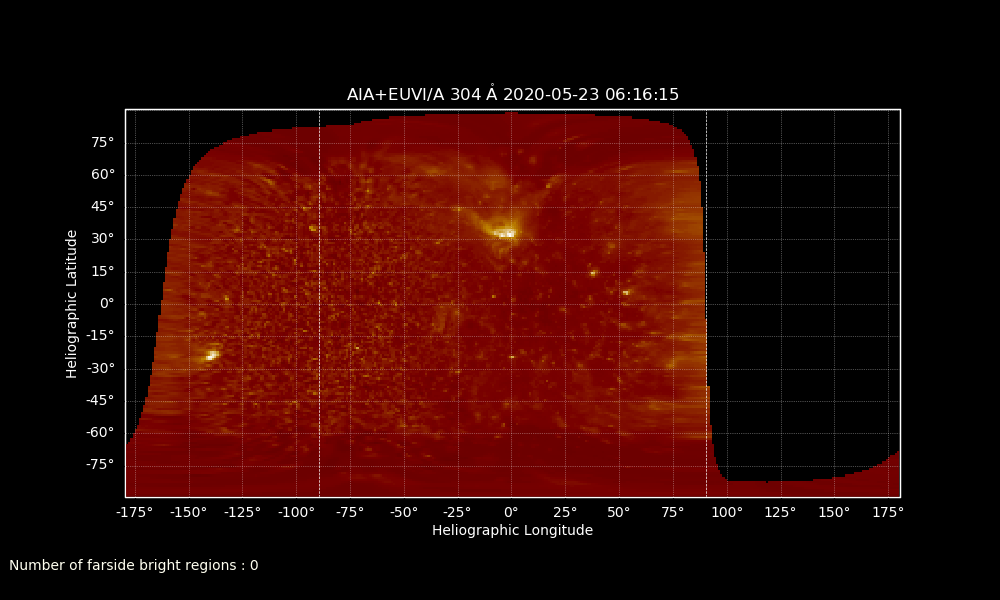 AIA+EUVI/A 304 Å 2020-05-23 06:16:15
75°
60°
45°
30°
15°
0°
-15°
-30°
-45°
-60°
-75°
Heliographic Latitude
-175° -150° -125° -100° -75° -50° -25° 0° 25° 50° 75° 100° 125° 150° 175°
Heliographic Longitude
Number of farside bright regions : 0